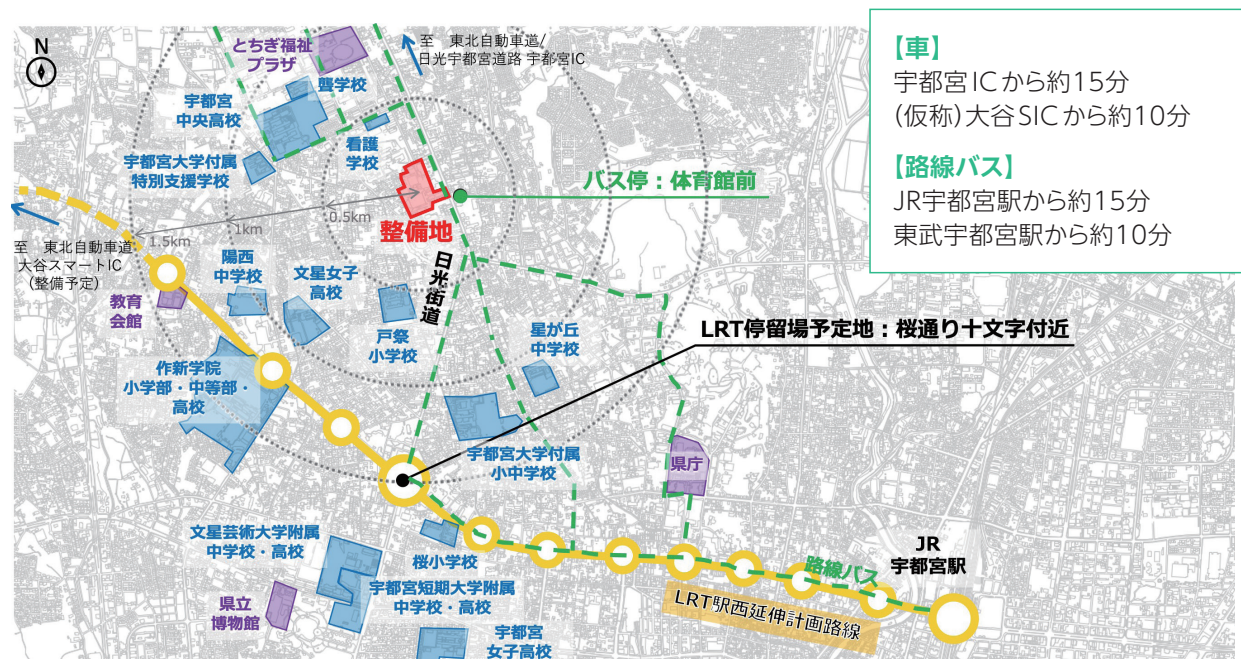 N
とちぎ福祉
プラザ
至　東北自動車道/
日光宇都宮道路 宇都宮IC
聾学校
宇都宮
中央高校
看護
学校
宇都宮大学付属
特別支援学校
バス停：体育館前
0.5km
1km
1.5km
整備地
至　東北自動車道
大谷スマートIC
(整備予定)
日光街道
陽西
中学校
文星女子
高校
教育
会館
戸祭
小学校
星が丘
中学校
LRT停留場予定地：桜通り十文字付近
作新学院
小学部・中等部・
高校
宇都宮大学付属
小中学校
県庁
文星芸術大学附属
中学校・高校
桜小学校
JR
宇都宮駅
路線バス
LRT駅西延伸計画路線
宇都宮短期大学附属
中学校・高校
県立
博物館
宇都宮
女子高校
【車】
宇都宮ICから約15分
(仮称)大谷SICから約10分
【路線バス】
JR宇都宮駅から約15分
東武宇都宮駅から約10分